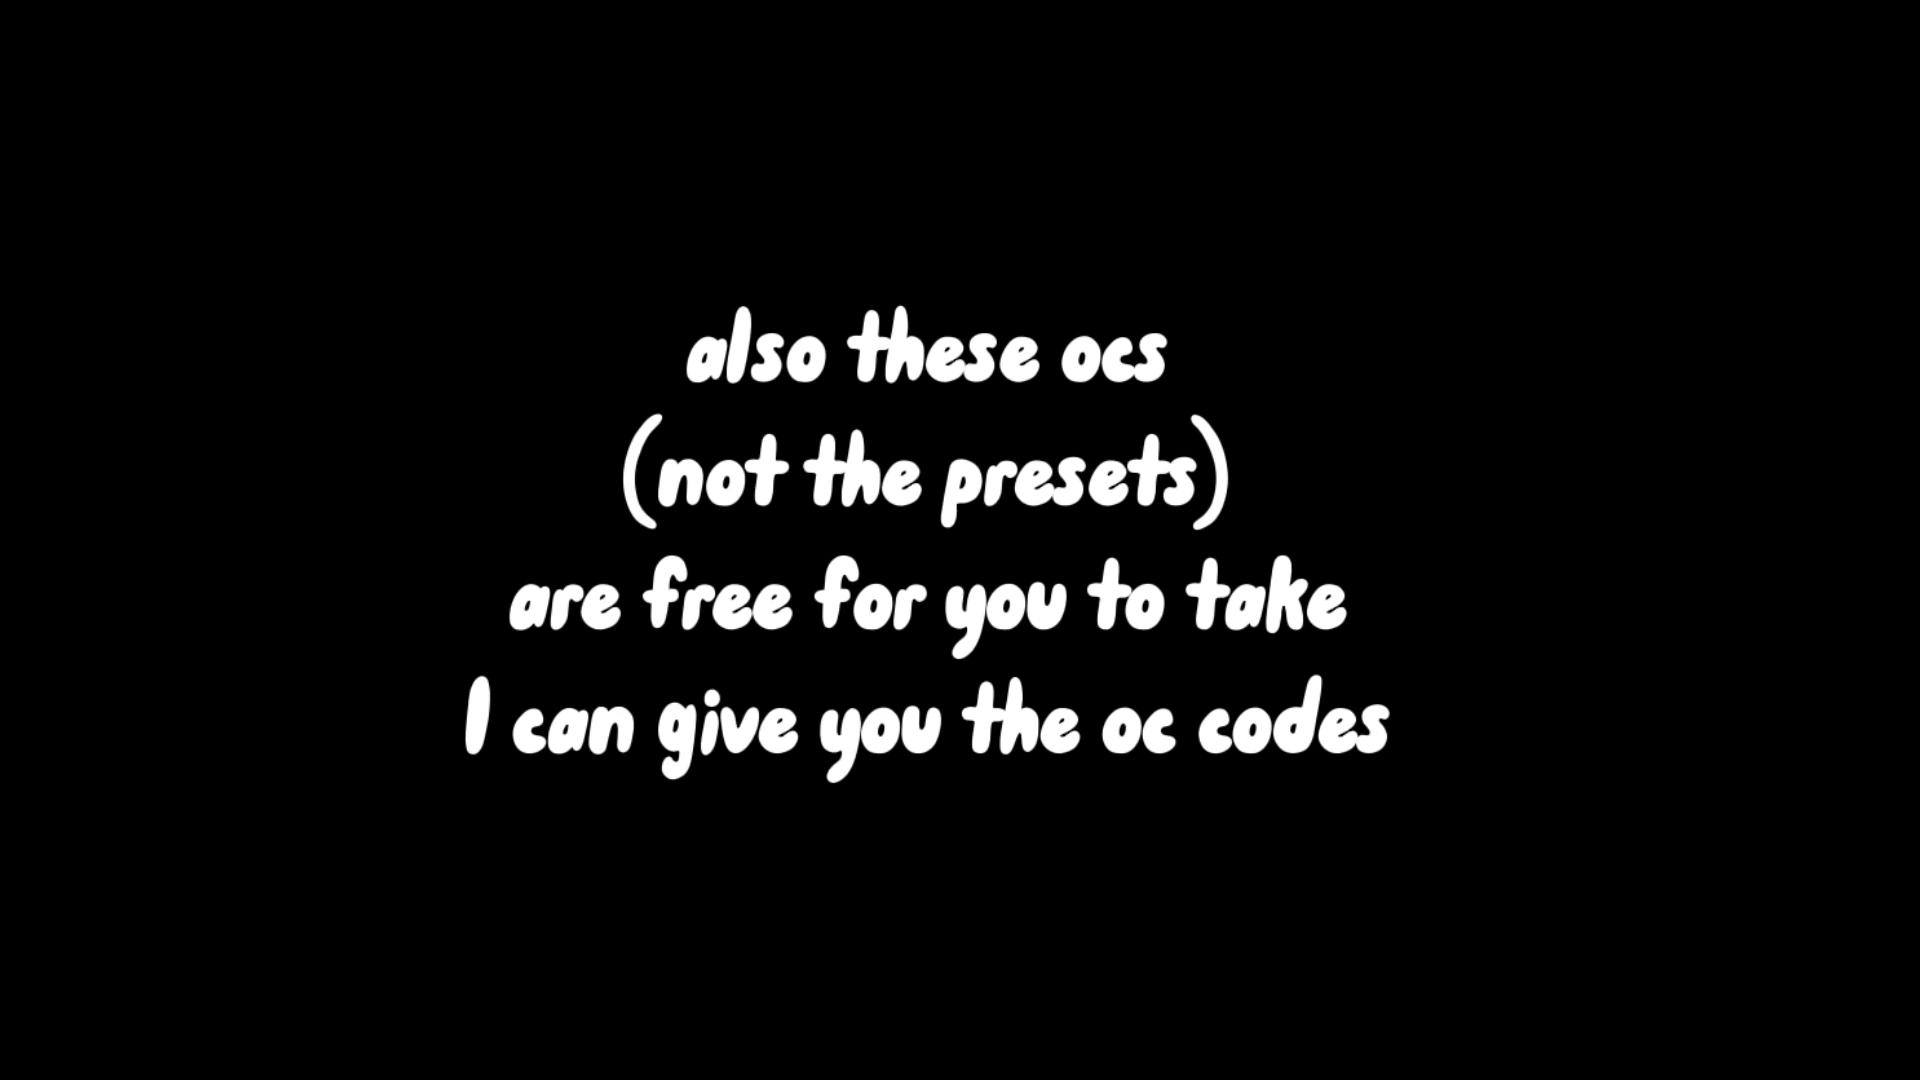 also these ocs
(not the presets)
are free for you to take
I can give you the oc codes